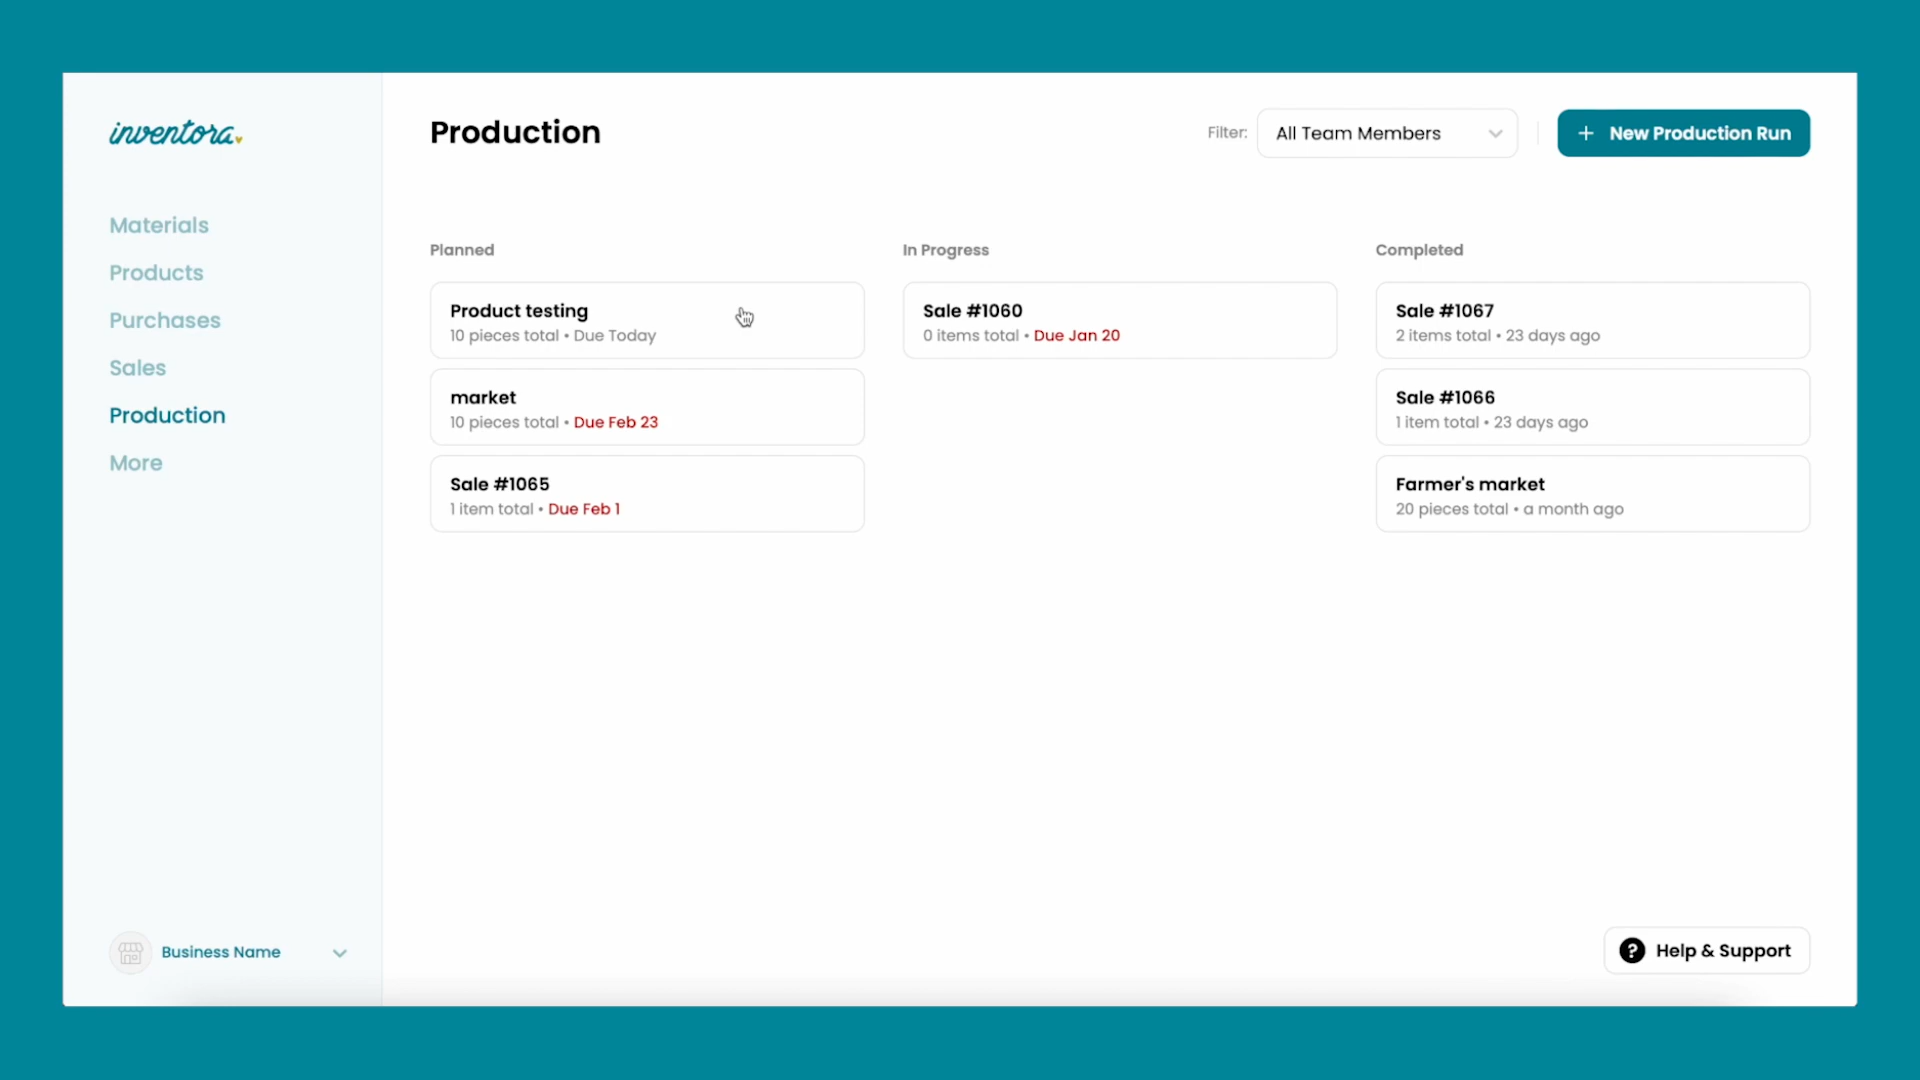 inventora
Materials
Products
Purchases
Sales
Production
More
Business Name
Production
Filter:
All Team Members
+ New Production Run
Planned
Product testing
10 pieces total • Due Today
market
10 pieces total • Due Feb 23
Sale #1065
1 item total • Due Feb 1
In Progress
Sale #1060
0 items total • Due Jan 20
Completed
Sale #1067
2 items total • 23 days ago
Sale #1066
1 item total • 23 days ago
Farmer's market
20 pieces total • a month ago
? Help & Support